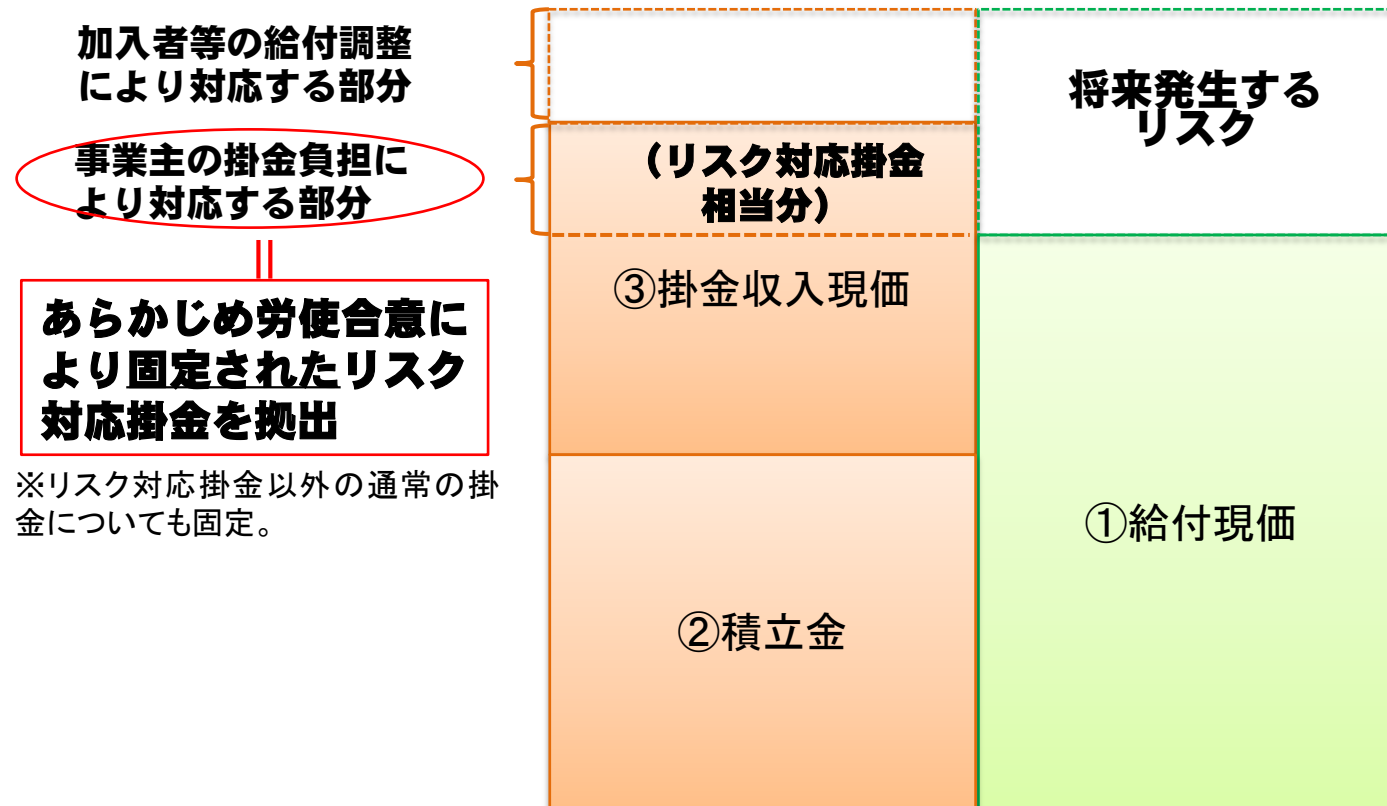 加入者等の給付調整
により対応する部分
事業主の掛金負担に
より対応する部分
||
あらかじめ労使合意に
より固定されたリスク
対応掛金を拠出
※リスク対応掛金以外の通常の掛
金についても固定。
（リスク対応掛金
相当分）
③掛金収入現価
②積立金
将来発生する
リスク
①給付現価